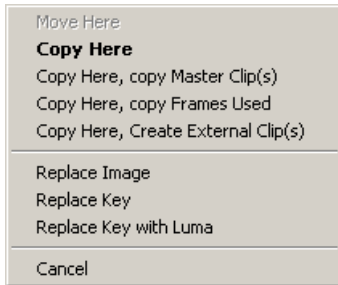 Move Here
Copy Here
Copy Here, copy Master Clip(s)
Copy Here, copy Frames Used
Copy Here, Create External Clip(s)
Replace Image
Replace Key
Replace Key with Luma
Cancel